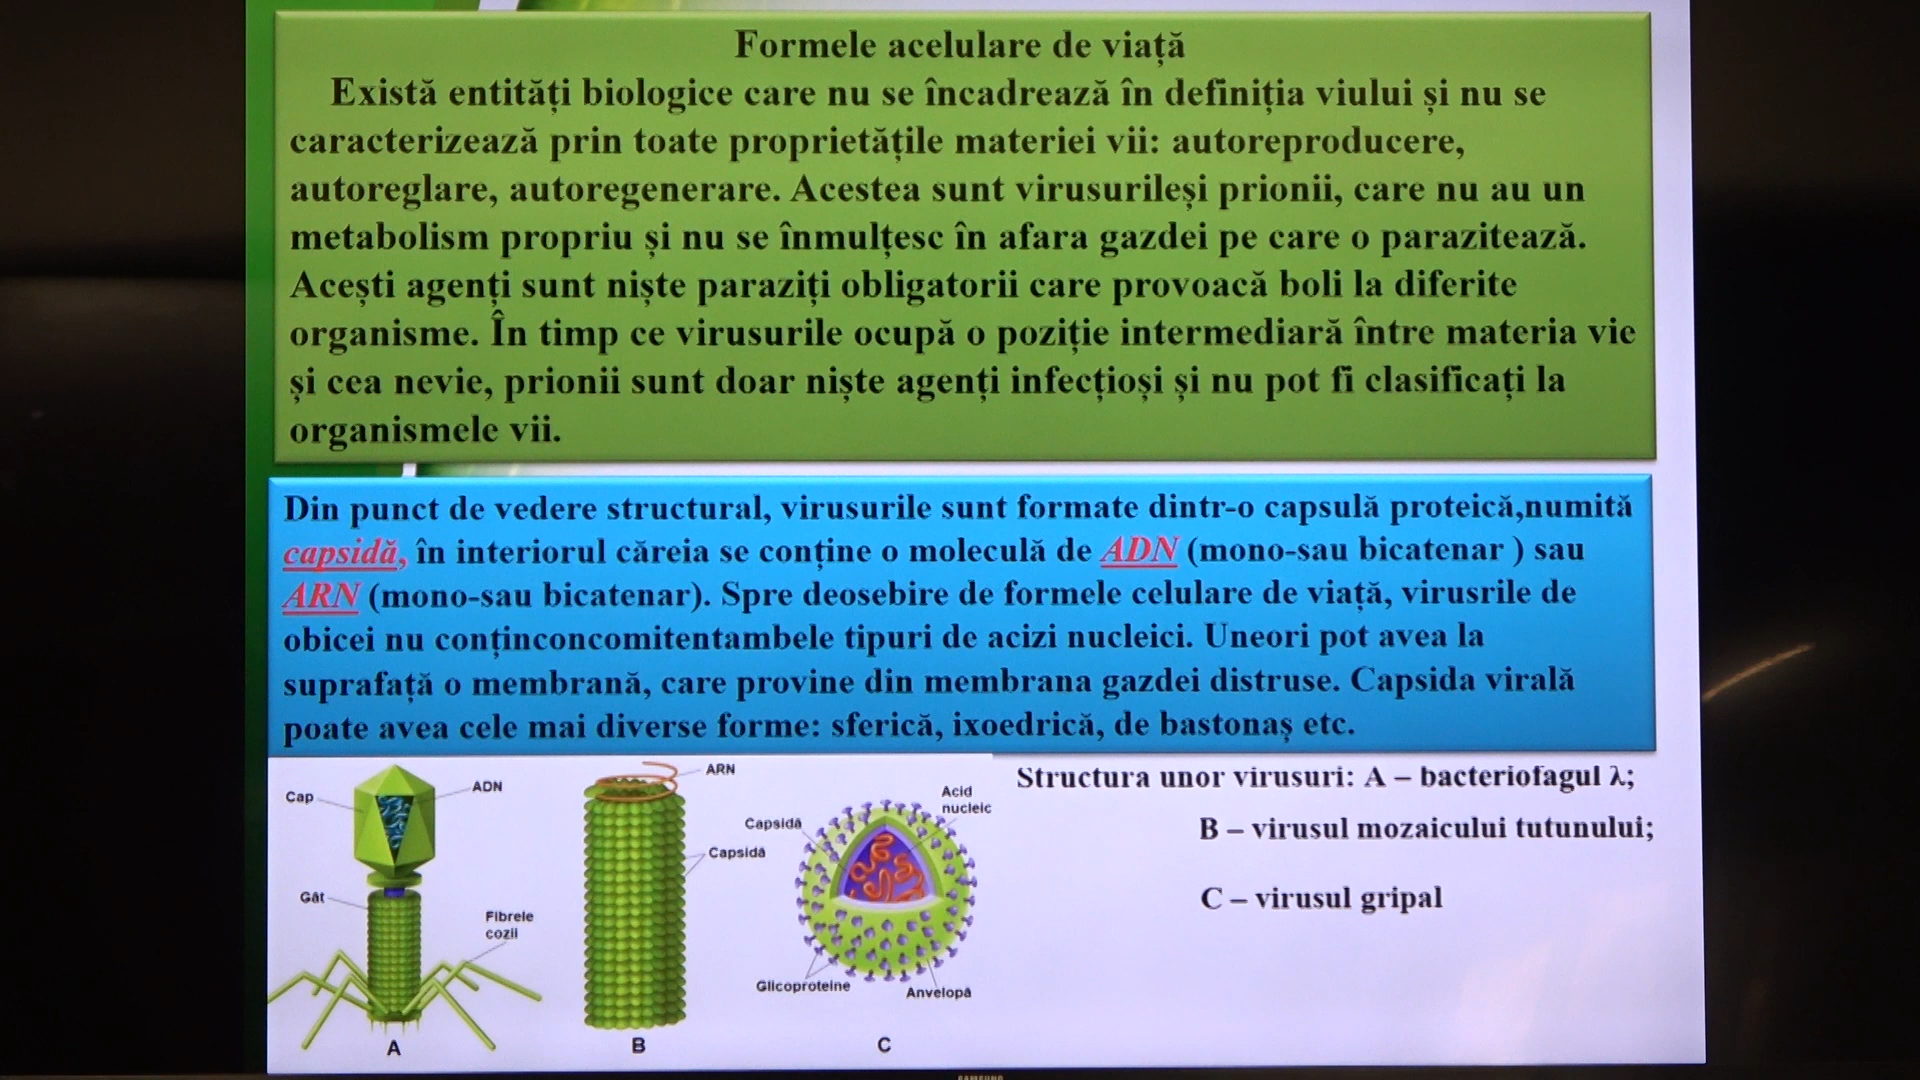 Formele acelulare de viață
Există entități biologice care nu se încadrează în definiția viului și nu se
caracterizează prin toate proprietățile materiei vii: autoreproducere,
autoreglare, autoregenerare. Acestea sunt virusurileși prionii, care nu au un
metabolism propriu și nu se înmulțesc în afara gazdei pe care o parazitează.
Acești agenți sunt niște paraziți obligatorii care provoacă boli la diferite
organisme. În timp ce virusurile ocupă o poziție intermediară între materia vie
și cea nevie, prionii sunt doar niște agenți infecțioși și nu pot fi clasificați la
organismele vii.
Din punct de vedere structural, virusurile sunt formate dintr-o capsulă proteică,numită
capsidă, în interiorul căreia se conține o moleculă de ADN (mono-sau bicatenar ) sau
ARN (mono-sau bicatenar). Spre deosebire de formele celulare de viață, virusrile de
obicei nu conținconcomitentambele tipuri de acizi nucleici. Uneori pot avea la
suprafață o membrană, care provine din membrana gazdei distruse. Capsida virală
poate avea cele mai diverse forme: sferică, ixoedrică, de bastonaș etc.
Cap
ADN
Gât
Fibrele
cozii
A
ARN
Capsidă
B
Acid
nucleic
Capsidă
Glicoproteine
Anvelopă
C
Structura unor virusuri: A – bacteriofagul λ;
B – virusul mozaicului tutunului;
C – virusul gripal
SAMSUNG